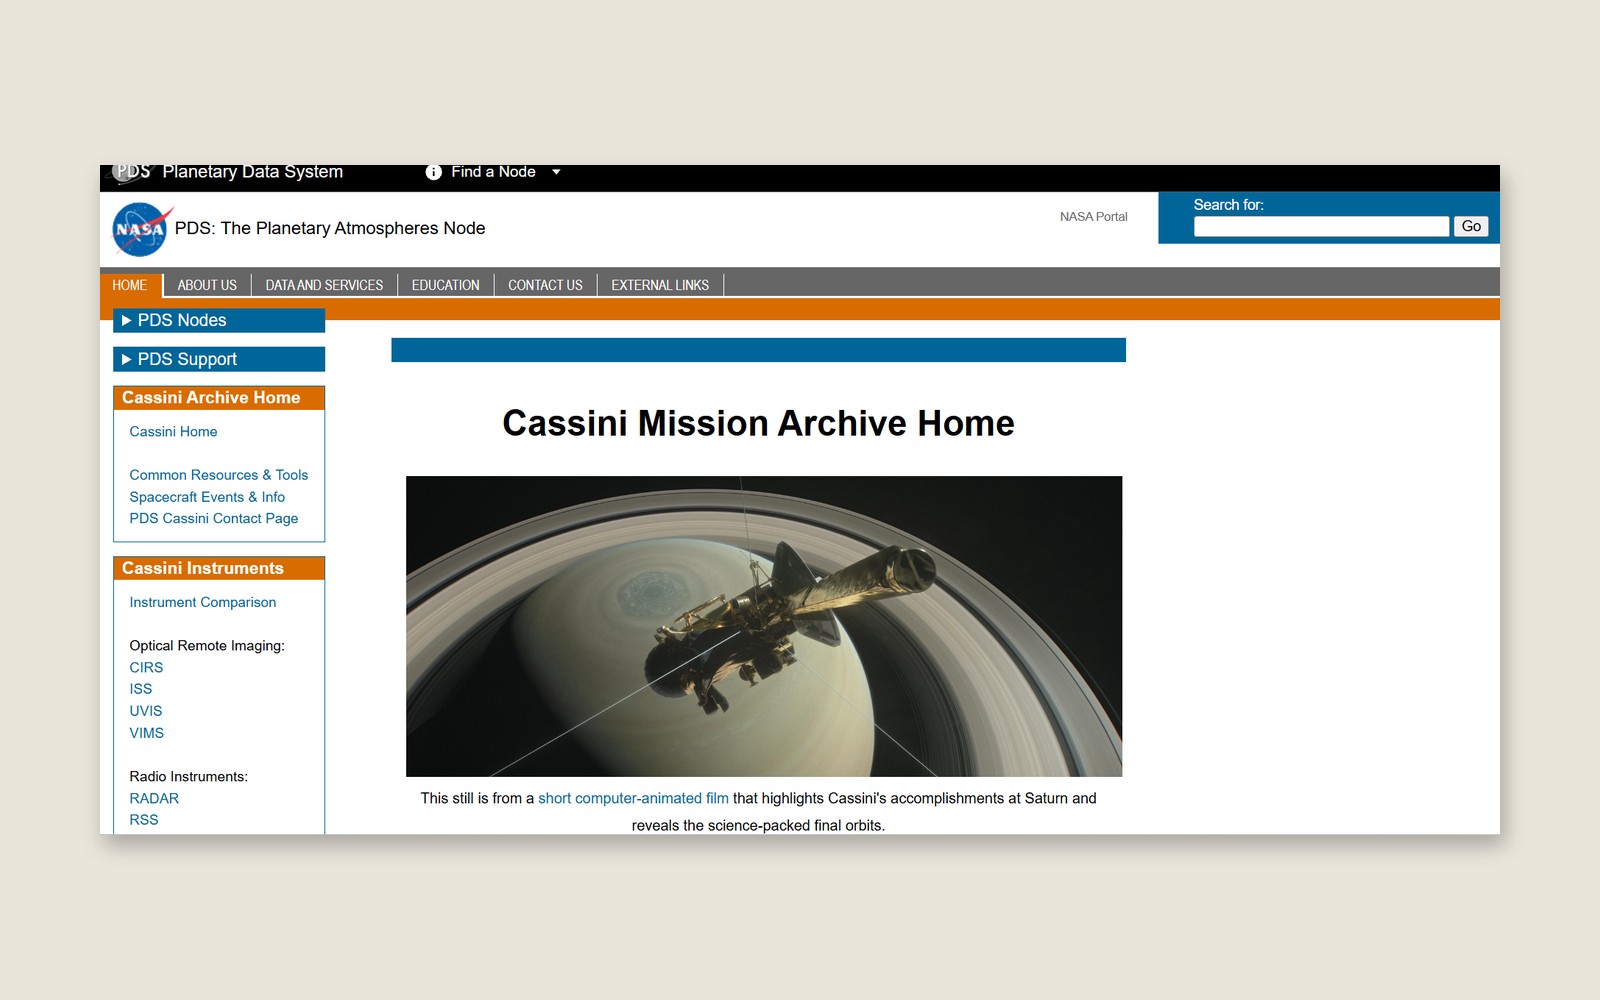 PDS Planetary Data System
Find a Node
NASA
PDS: The Planetary Atmospheres Node
NASA Portal
Search for:
Go
HOME
ABOUT US
DATA AND SERVICES
EDUCATION
CONTACT US
EXTERNAL LINKS
PDS Nodes
PDS Support
Cassini Archive Home
Cassini Home
Common Resources & Tools
Spacecraft Events & Info
PDS Cassini Contact Page
Cassini Instruments
Instrument Comparison
Optical Remote Imaging:
CIRS
ISS
UVIS
VIMS
Radio Instruments:
RADAR
RSS
Cassini Mission Archive Home
This still is from a short computer-animated film that highlights Cassini's accomplishments at Saturn and
reveals the science-packed final orbits.